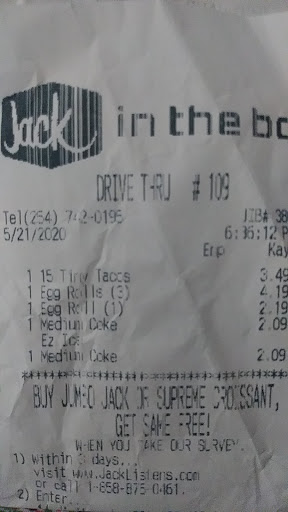 Jack in the bo
DRIVE THRU # 109
Tel(254) 742-0195 JIB# 38
5/21/2020 6:36:12 P
Emp Kay
1 15 Tiny Tacos 3.49
1 Egg Rolls (3) 4.19
1 Egg Roll (1) 2.19
1 Medium Coke 2.09
Ez Ice
1 Medium Coke 2.09
BUY JUMBO JACK OR SUPREME CROISSANT,
GET SAME FREE!
WHEN YOU TAKE OUR SURVEY.
1) Within 3 days...
visit www.JackListens.com
or call 1-858-875-0461.
2) Enter...